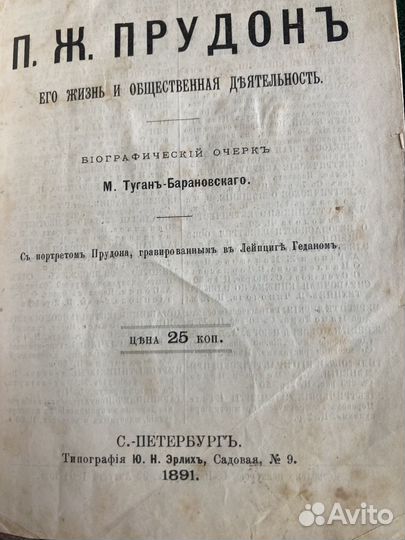 П. Ж. ПРУДОНЪ
ЕГО ЖИЗНЬ И ОБЩЕСТВЕННАЯ ДѢЯТЕЛЬНОСТЬ.
БІОГРАФИЧЕСКІЙ ОЧЕРКЪ
М. Туганъ-Барановскаго.
Съ портретомъ Прудона, гравированнымъ въ Лейпцигѣ Геданомъ.
ЦѢНА 25 КОП.
С.-ПЕТЕРБУРГЪ.
Типографія Ю. Н. Эрлихъ, Садовая, № 9.
1891.
Avito